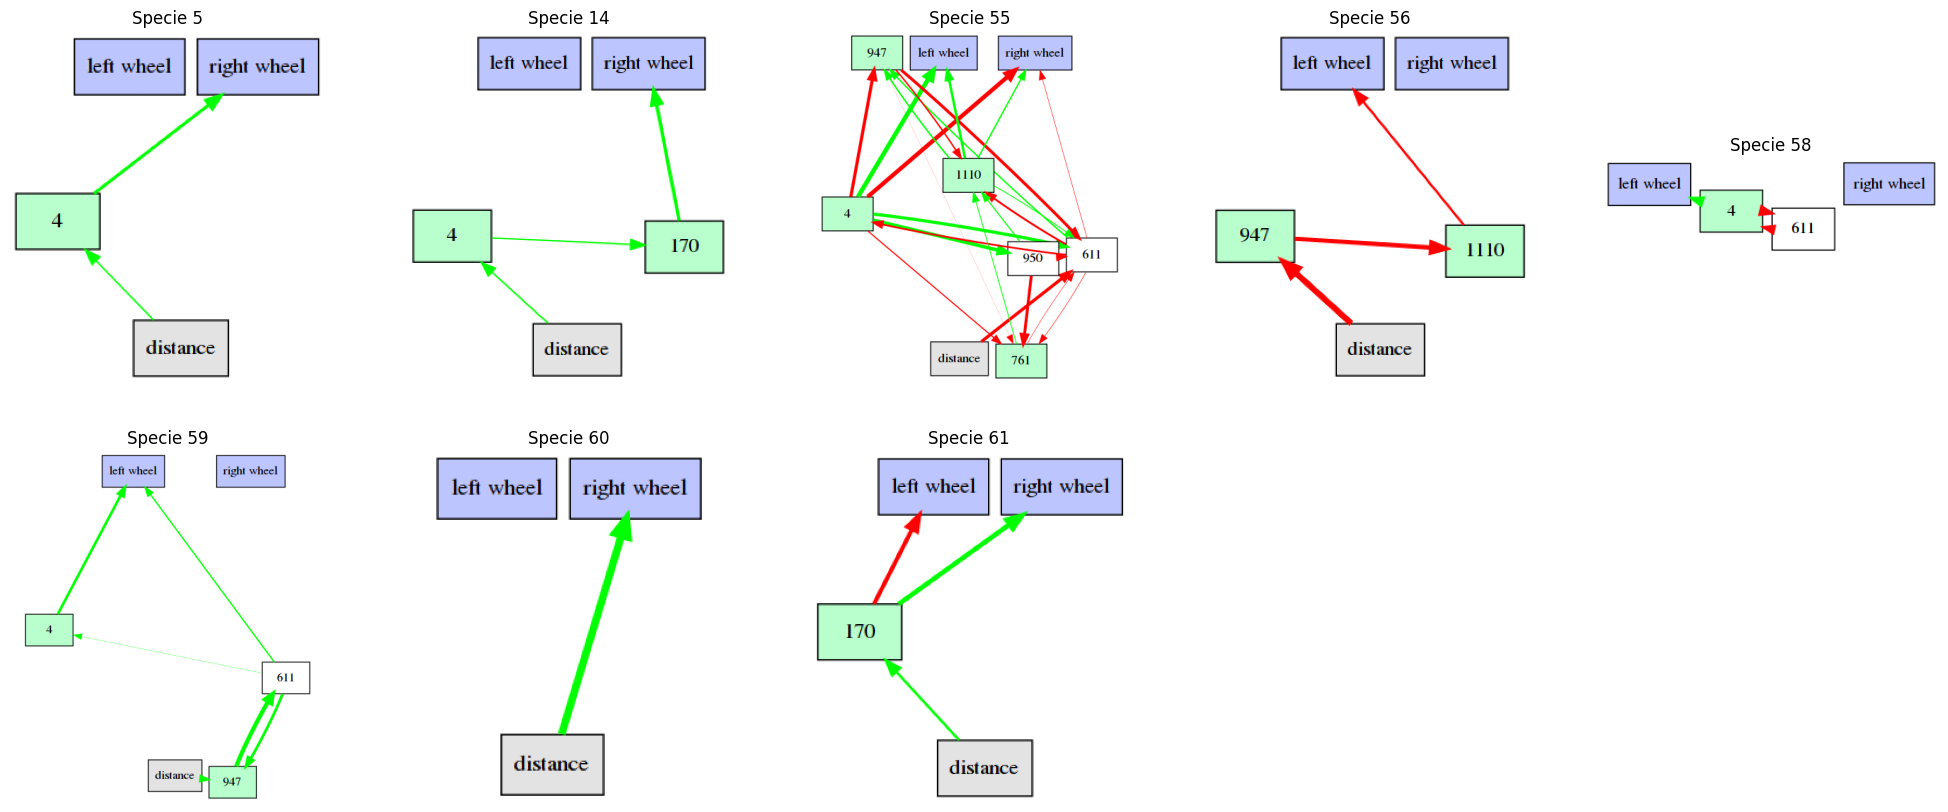 Specie 5
left wheel
right wheel
4
distance
Specie 14
left wheel
right wheel
4
170
distance
Specie 55
947
left wheel
right wheel
1110
4
950
611
distance
761
Specie 56
left wheel
right wheel
947
1110
distance
Specie 58
left wheel
4
right wheel
611
Specie 59
left wheel
right wheel
4
611
distance
947
Specie 60
left wheel
right wheel
distance
Specie 61
left wheel
right wheel
170
distance